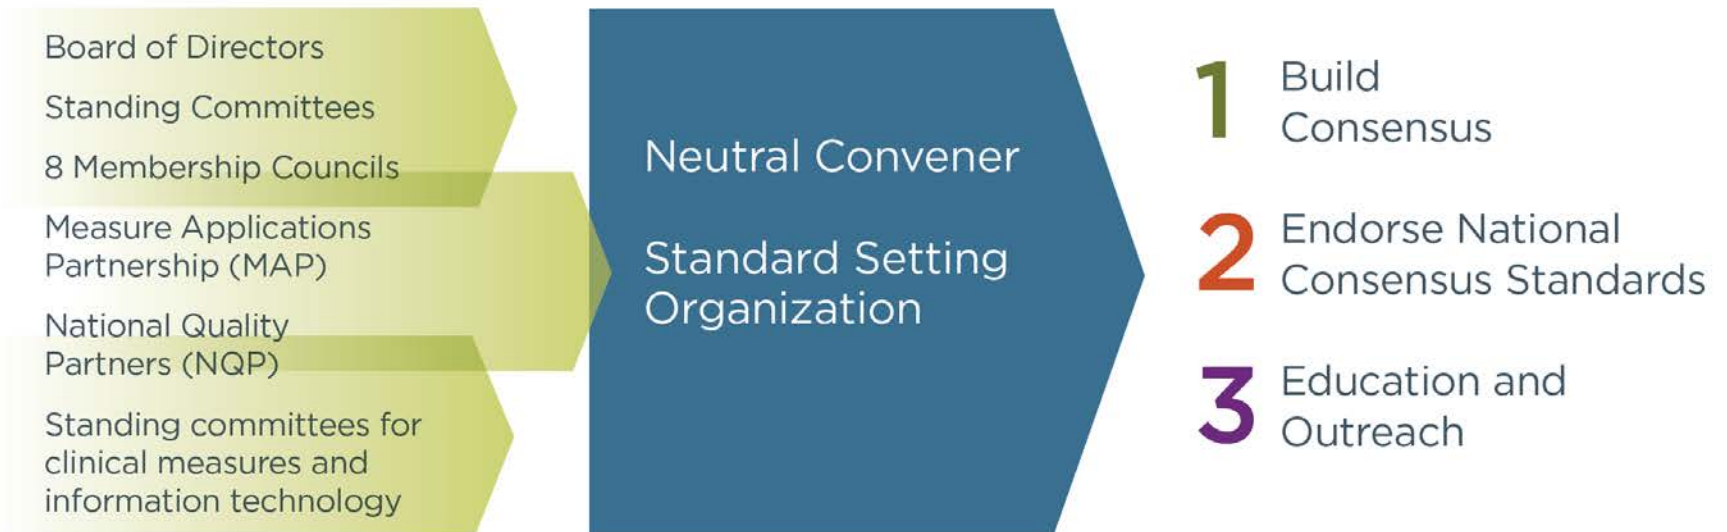 Board of Directors
Standing Committees
8 Membership Councils
Measure Applications
Partnership (MAP)
National Quality
Partners (NQP)
Standing committees for
clinical measures and
information technology
Neutral Convener
Standard Setting
Organization
1 Build
Consensus
2 Endorse National
Consensus Standards
3 Education and
Outreach